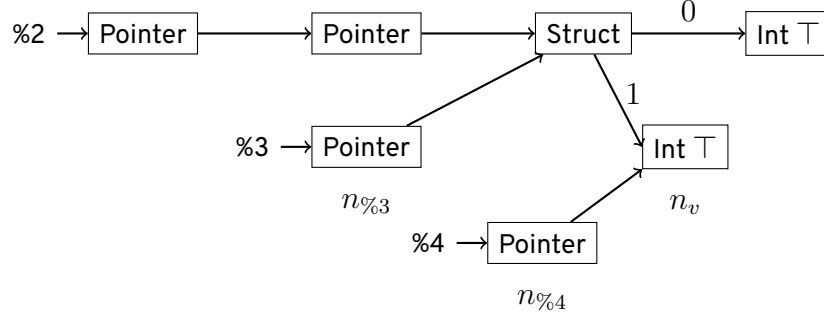 %2 Pointer Pointer Struct 0 Int ⊤
1
%3 Pointer Int ⊤
n%3 nv
%4 Pointer
n%4